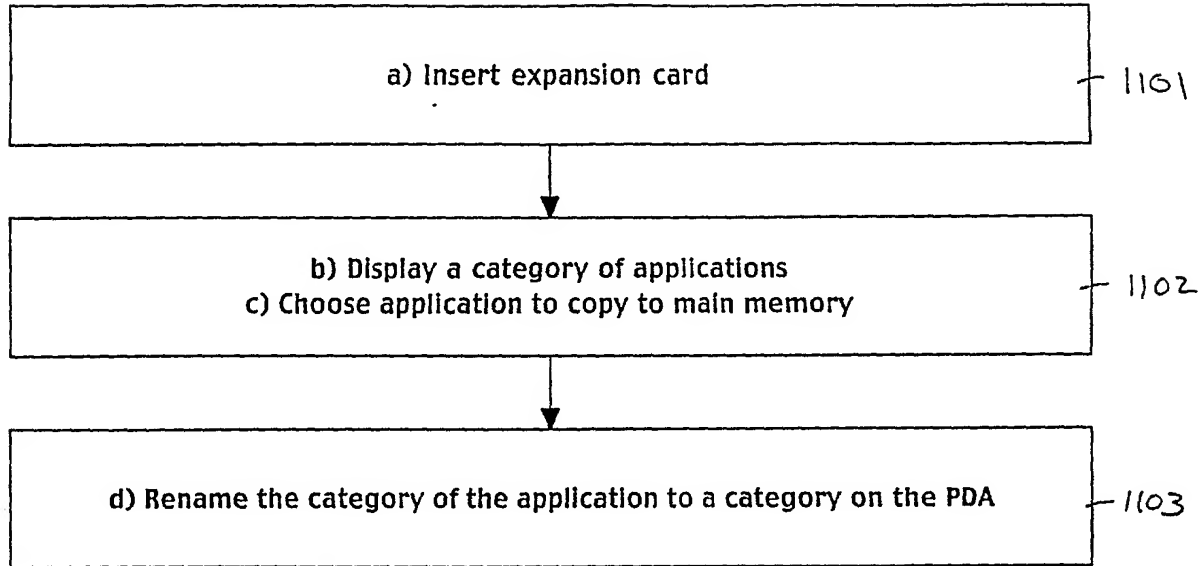 a) Insert expansion card
1101
b) Display a category of applications
c) Choose application to copy to main memory
1102
d) Rename the category of the application to a category on the PDA
1103